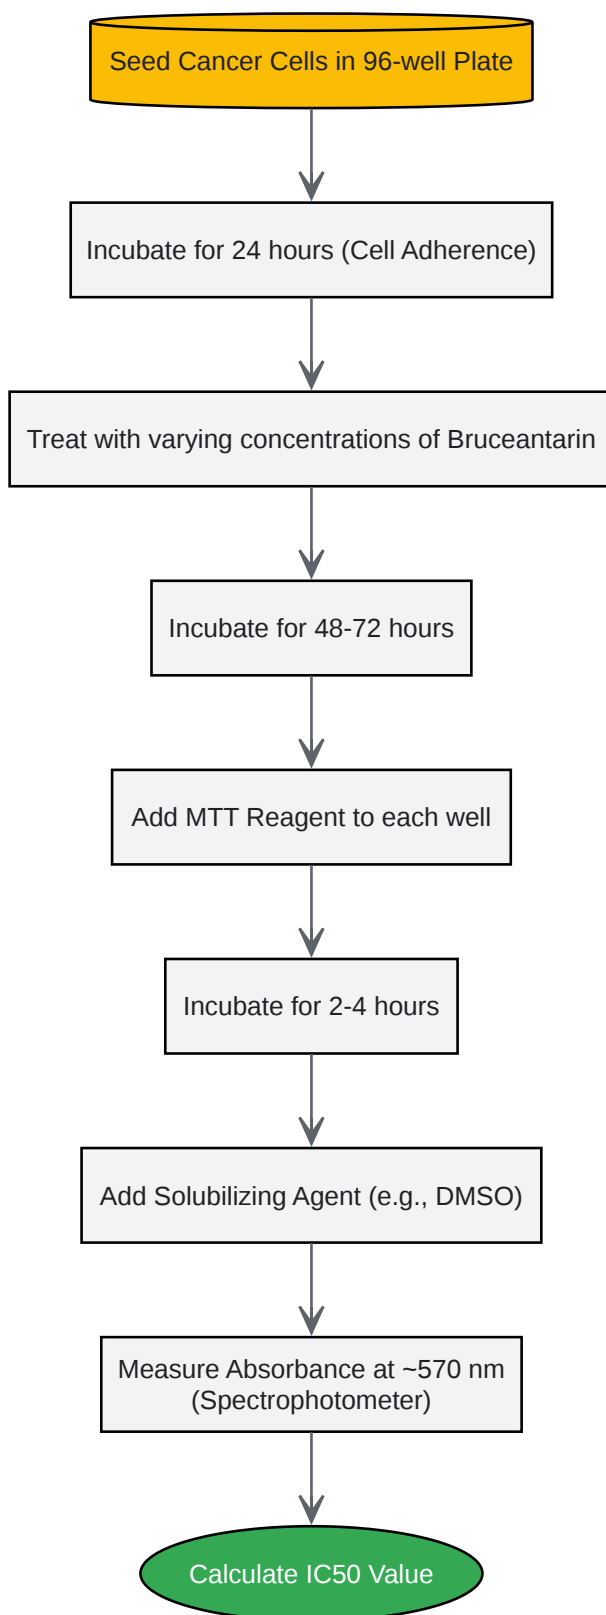 Seed Cancer Cells in 96-well Plate
Incubate for 24 hours (Cell Adherence)
Treat with varying concentrations of Bruceantarin
Incubate for 48-72 hours
Add MTT Reagent to each well
Incubate for 2-4 hours
Add Solubilizing Agent (e.g., DMSO)
Measure Absorbance at ~570 nm
(Spectrophotometer)
Calculate IC50 Value